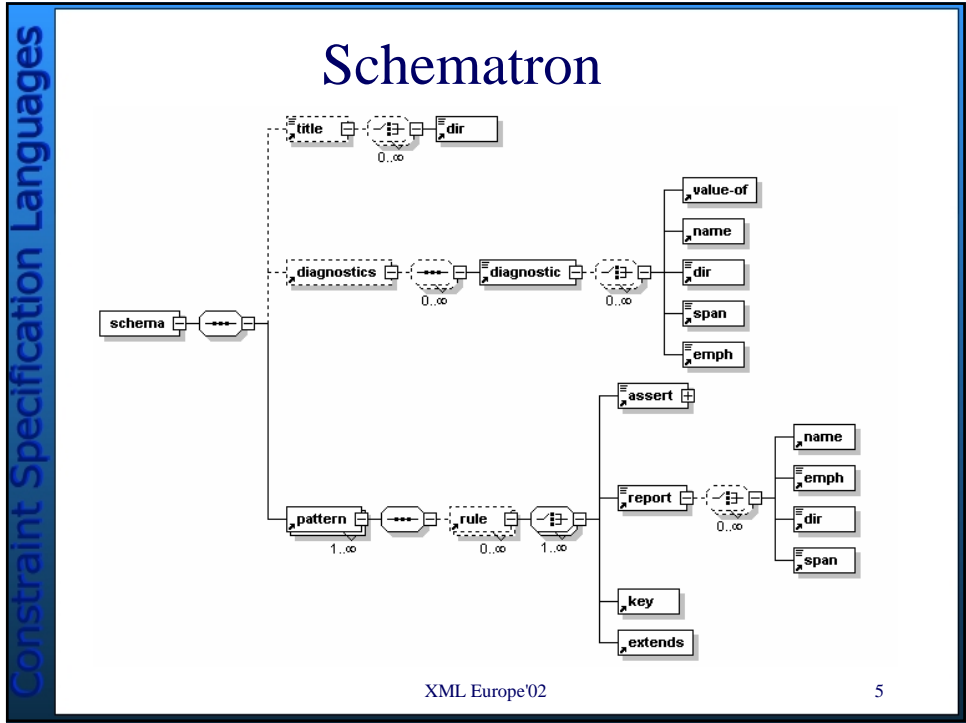 Constraint Specification Languages
Schematron
title
dir
0..∞
value-of
name
diagnostics
diagnostic
dir
0..∞
0..∞
span
schema
emph
assert
name
emph
report
0..∞
dir
pattern
rule
1..∞
0..∞
1..∞
span
key
extends
XML Europe'02
5